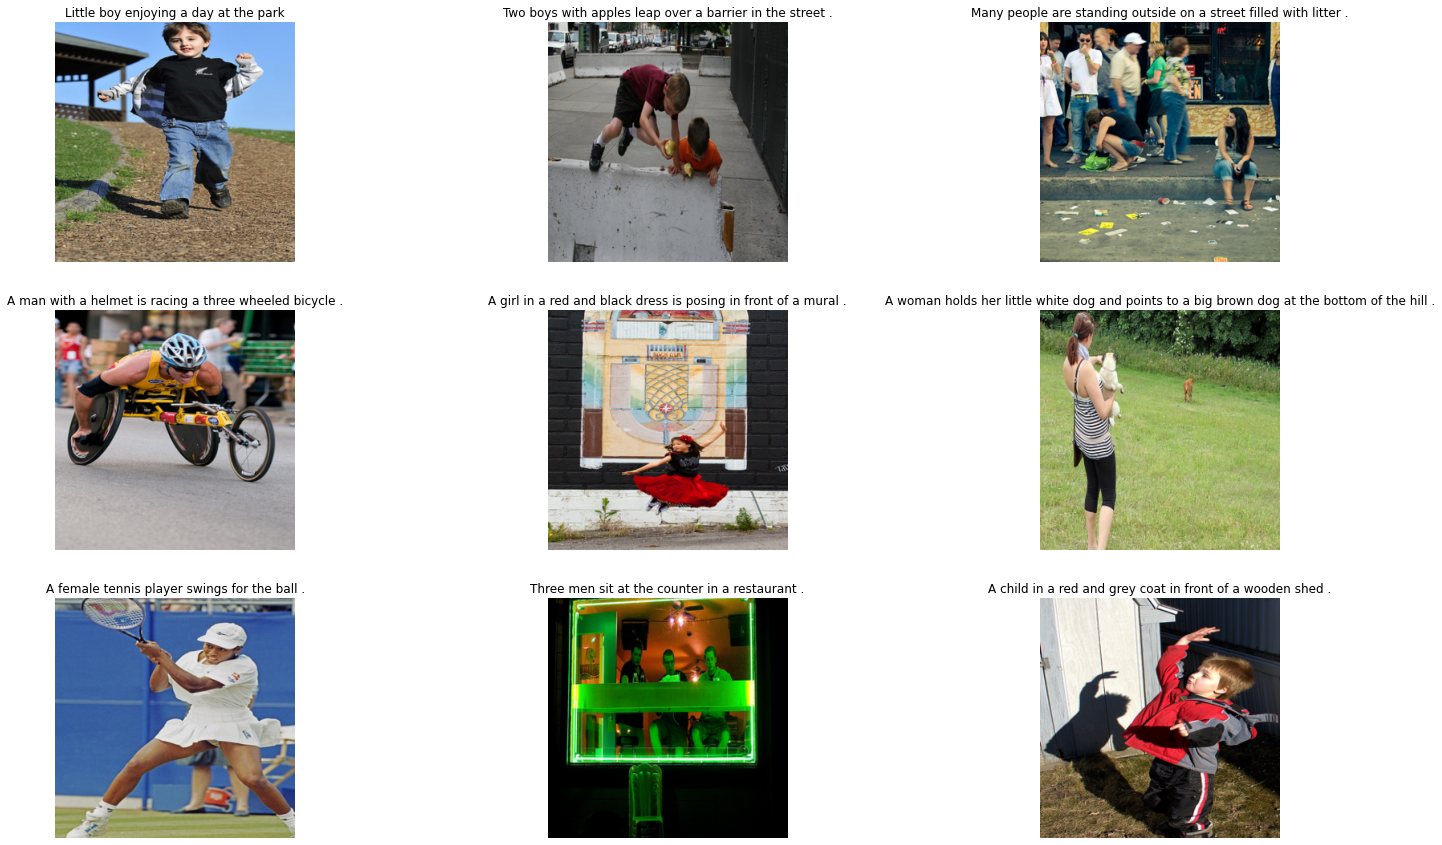 Little boy enjoying a day at the park
Two boys with apples leap over a barrier in the street .
Many people are standing outside on a street filled with litter .
A man with a helmet is racing a three wheeled bicycle .
A girl in a red and black dress is posing in front of a mural .
A woman holds her little white dog and points to a big brown dog at the bottom of the hill .
A female tennis player swings for the ball .
Three men sit at the counter in a restaurant .
A child in a red and grey coat in front of a wooden shed .